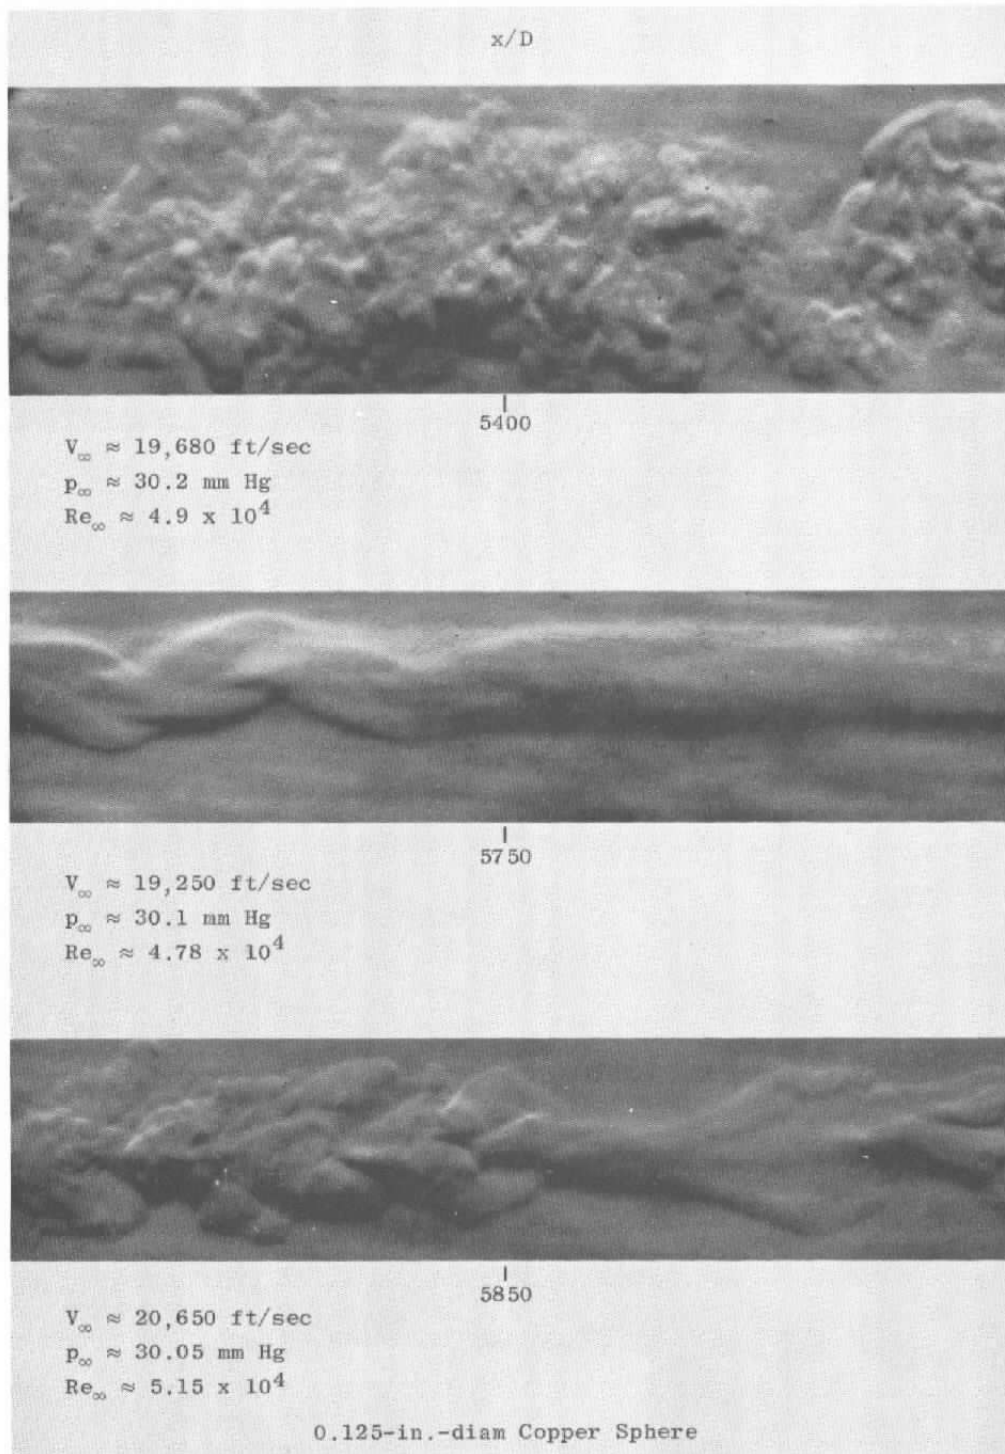 x/D
5400
V∞ ≈ 19,680 ft/sec
p∞ ≈ 30.2 mm Hg
Re∞ ≈ 4.9 x 10⁴
5750
V∞ ≈ 19,250 ft/sec
p∞ ≈ 30.1 mm Hg
Re∞ ≈ 4.78 x 10⁴
5850
V∞ ≈ 20,650 ft/sec
p∞ ≈ 30.05 mm Hg
Re∞ ≈ 5.15 x 10⁴
0.125-in.-diam Copper Sphere